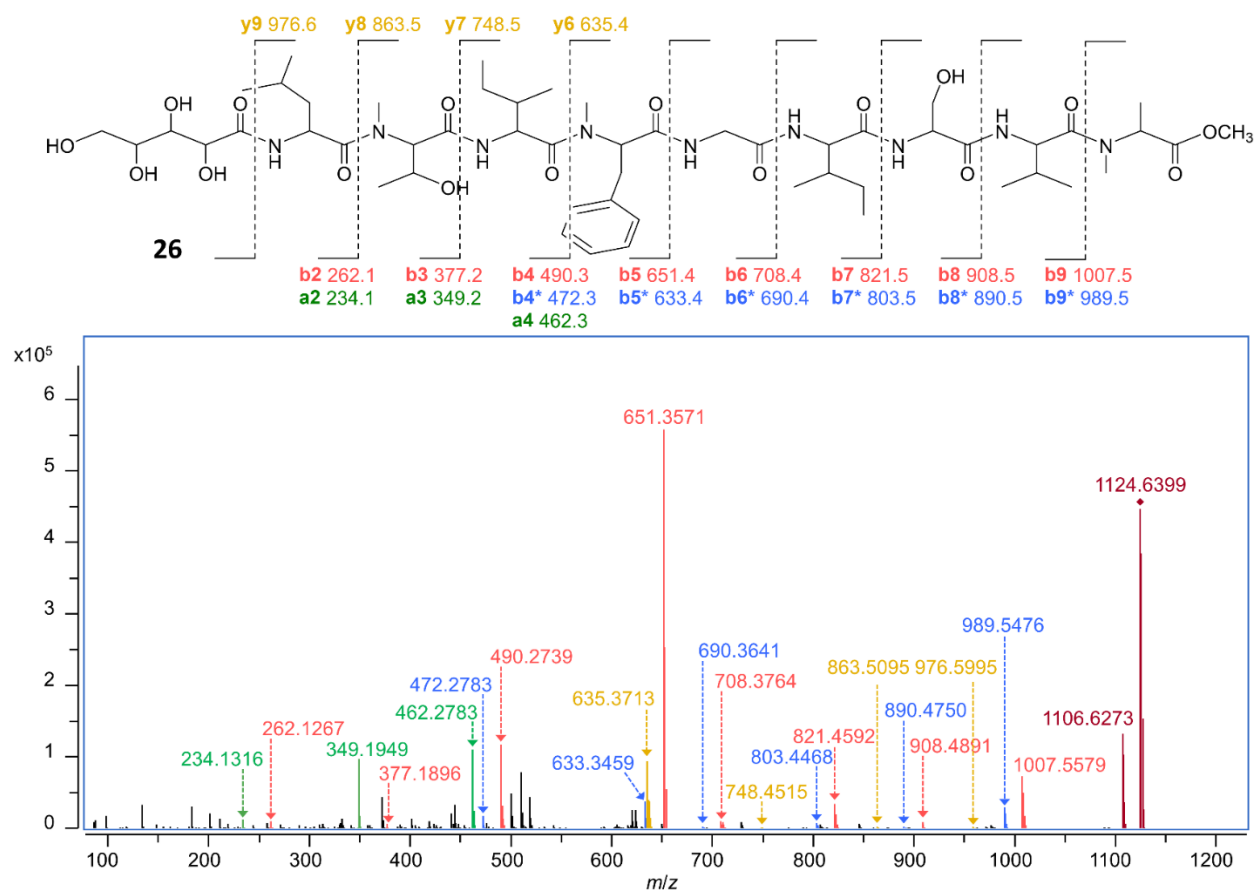 y9 976.6 y8 863.5 y7 748.5 y6 635.4
OH
OH O O O O O OH O
HO N H N N H N N H N H N H N H N OCH3
OH OH O OH O O O O
26
b2 262.1 b3 377.2 b4 490.3 b5 651.4 b6 708.4 b7 821.5 b8 908.5 b9 1007.5
a2 234.1 a3 349.2 b4* 472.3 b5* 633.4 b6* 690.4 b7* 803.5 b8* 890.5 b9* 989.5
a4 462.3
x10⁵
6
5
4
3
2
1
0
651.3571
1124.6399
989.5476
490.2739
690.3641
863.5095 976.5995
472.2783
635.3713
708.3764
890.4750
462.2783
1106.6273
262.1267
821.4592
349.1949
908.4891
234.1316
377.1896
633.3459
803.4468
1007.5579
748.4515
100 200 300 400 500 600 700 800 900 1000 1100 1200
m/z